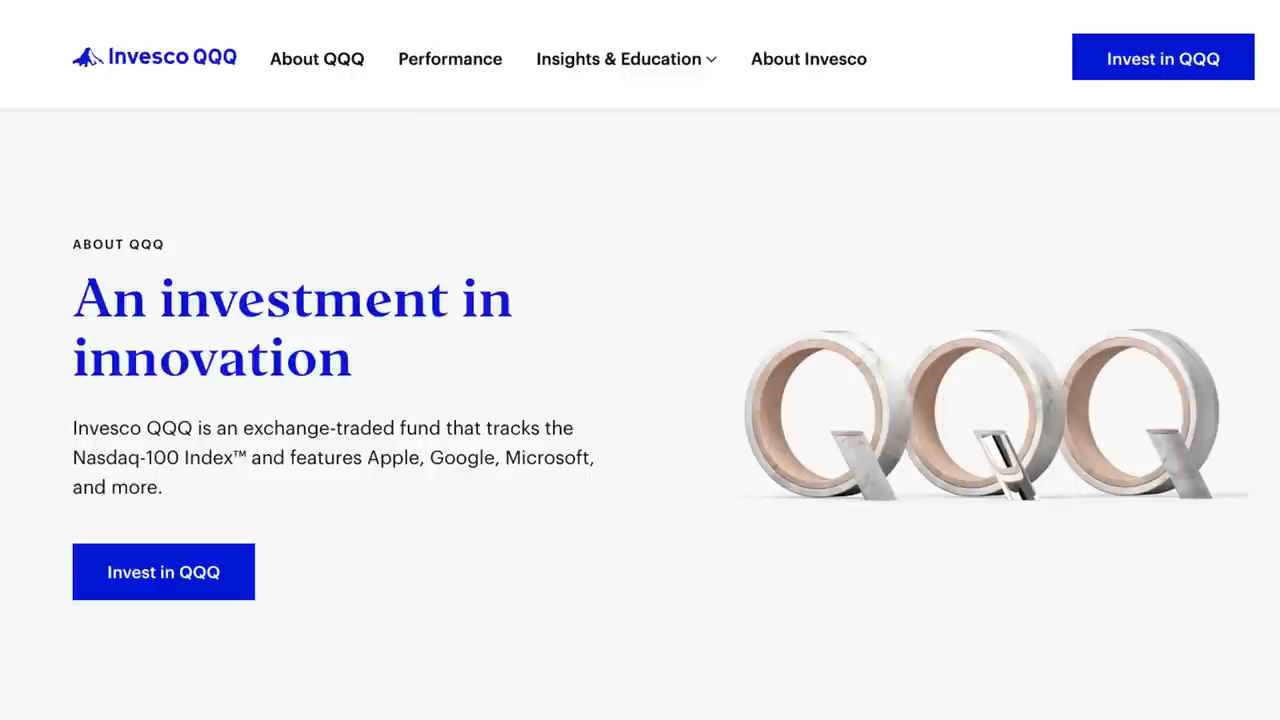 Invesco QQQ
About QQQ
Performance
Insights & Education
About Invesco
Invest in QQQ
ABOUT QQQ
An investment in
innovation
Invesco QQQ is an exchange-traded fund that tracks the
Nasdaq-100 Index™ and features Apple, Google, Microsoft,
and more.
Invest in QQQ
QQQ